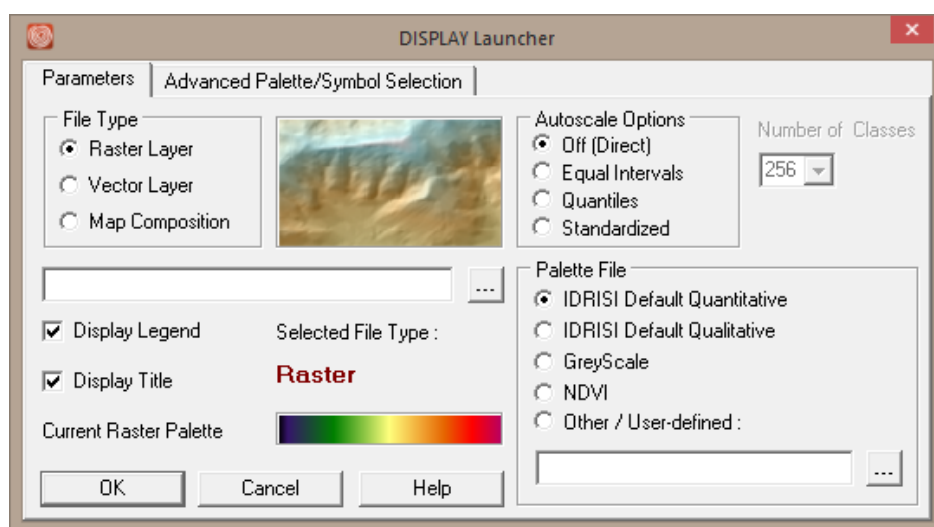 DISPLAY Launcher
Parameters
Advanced Palette/Symbol Selection
File Type
Raster Layer
Vector Layer
Map Composition
Autoscale Options
Off (Direct)
Equal Intervals
Quantiles
Standardized
Number of Classes
256
...
Display Legend
Display Title
Selected File Type :
Raster
Current Raster Palette
Palette File
IDRISI Default Quantitative
IDRISI Default Qualitative
GreyScale
NDVI
Other / User-defined :
...
OK
Cancel
Help